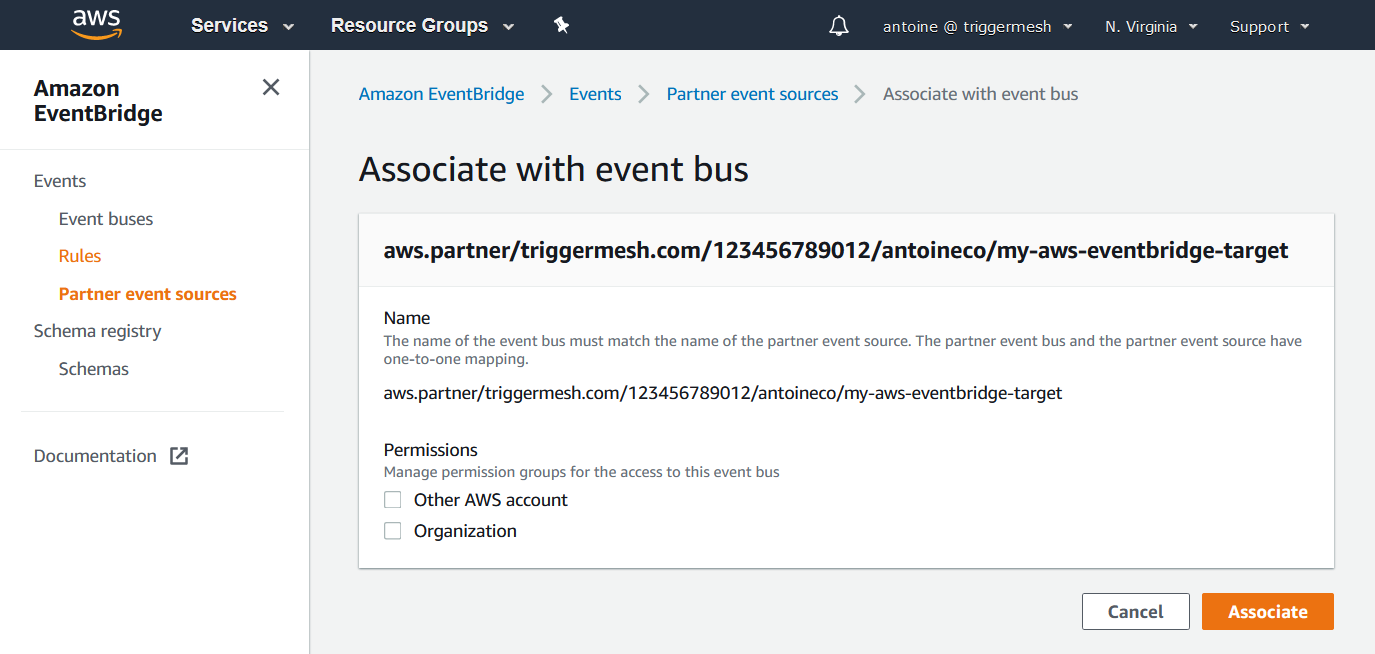 aws Services Resource Groups antoine @ triggermesh N. Virginia Support
Amazon
EventBridge
Events
Event buses
Rules
Partner event sources
Schema registry
Schemas
Documentation
Amazon EventBridge Events Partner event sources Associate with event bus
Associate with event bus
aws.partner/triggermesh.com/123456789012/antoineco/my-aws-eventbridge-target
Name
The name of the event bus must match the name of the partner event source. The partner event bus and the partner event source have
one-to-one mapping.
aws.partner/triggermesh.com/123456789012/antoineco/my-aws-eventbridge-target
Permissions
Manage permission groups for the access to this event bus
Other AWS account
Organization
Cancel Associate